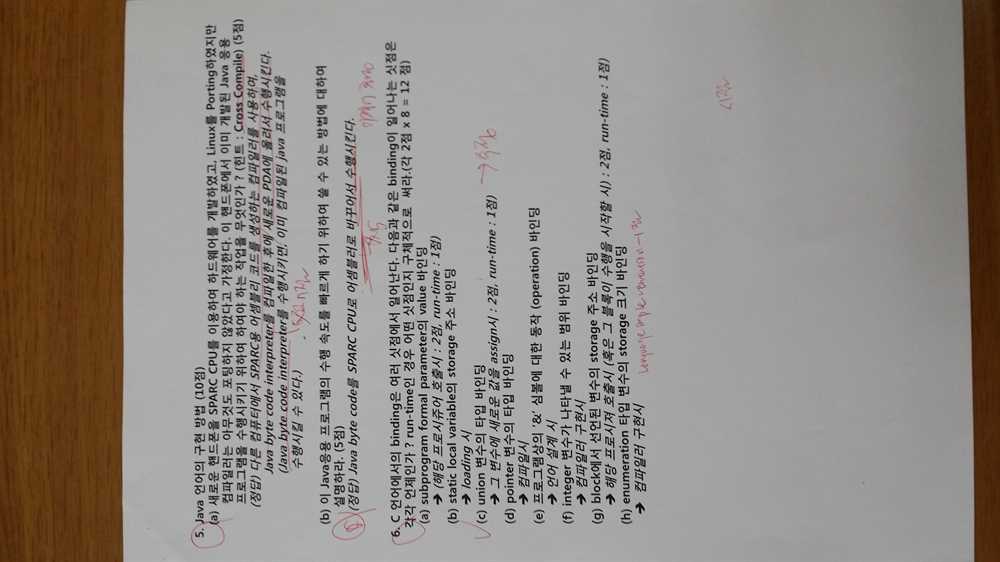 5. Java 언어의 구현 방법 (10점)
(a) 새로운 핸드폰을 SPARC CPU를 이용하여 하드웨어를 개발하였고, Linux를 Porting하였지만
컴파일러는 아무것도 포팅하지 않았다고 가정한다. 이 핸드폰에서 이미 개발된 Java 응용
프로그램을 수행시키기 위하여 하여야 하는 작업을 무엇인가 ? (힌트 : Cross Compile) (5점)
(정답) 다른 컴퓨터에서 SPARC용 어셈블리 코드를 생성하는 컴파일러를 사용하여,
Java byte code interpreter를 컴파일한 후에 새로운 PDA에 올려서 수행시킨다.
(Java byte code interpreter를 수행시키면, 이미 컴파일된 java 프로그램을
수행시킬 수 있다.)
(b) 이 Java응용 프로그램의 수행 속도를 빠르게 하기 위하여 쓸 수 있는 방법에 대하여
설명하라. (5점)
(정답) Java byte code를 SPARC CPU로 어셈블러로 바꾸어서 수행시킨다.
6. C 언어에서의 binding은 여러 싯점에서 일어난다. 다음과 같은 binding이 일어나는 싯점은
각각 언제인가 ? run-time인 경우 어떤 싯점인지 구체적으로 써라.(각 2점 x 8 = 12 점)
(a) subprogram formal parameter의 value 바인딩
➔ (해당 프로시쥬어 호출시 : 2점, run-time : 1점)
(b) static local variable의 storage 주소 바인딩
➔ loading 시
(c) union 변수의 타입 바인딩
➔ 그 변수에 새로운 값을 assign시 : 2점, run-time : 1점)
(d) pointer 변수의 타입 바인딩
➔ 컴파일시
(e) 프로그램상의 '&' 심볼에 대한 동작 (operation) 바인딩
➔ 언어 설계 시
(f) integer 변수가 나타낼 수 있는 범위 바인딩
➔ 컴파일러 구현시
(g) block에서 선언된 변수의 storage 주소 바인딩
➔ 해당 프로시져 호출시 (혹은 그 블록이 수행을 시작할 시) : 2점, run-time : 1점)
(h) enumeration 타입 변수의 storage 크기 바인딩
➔ 컴파일러 구현시